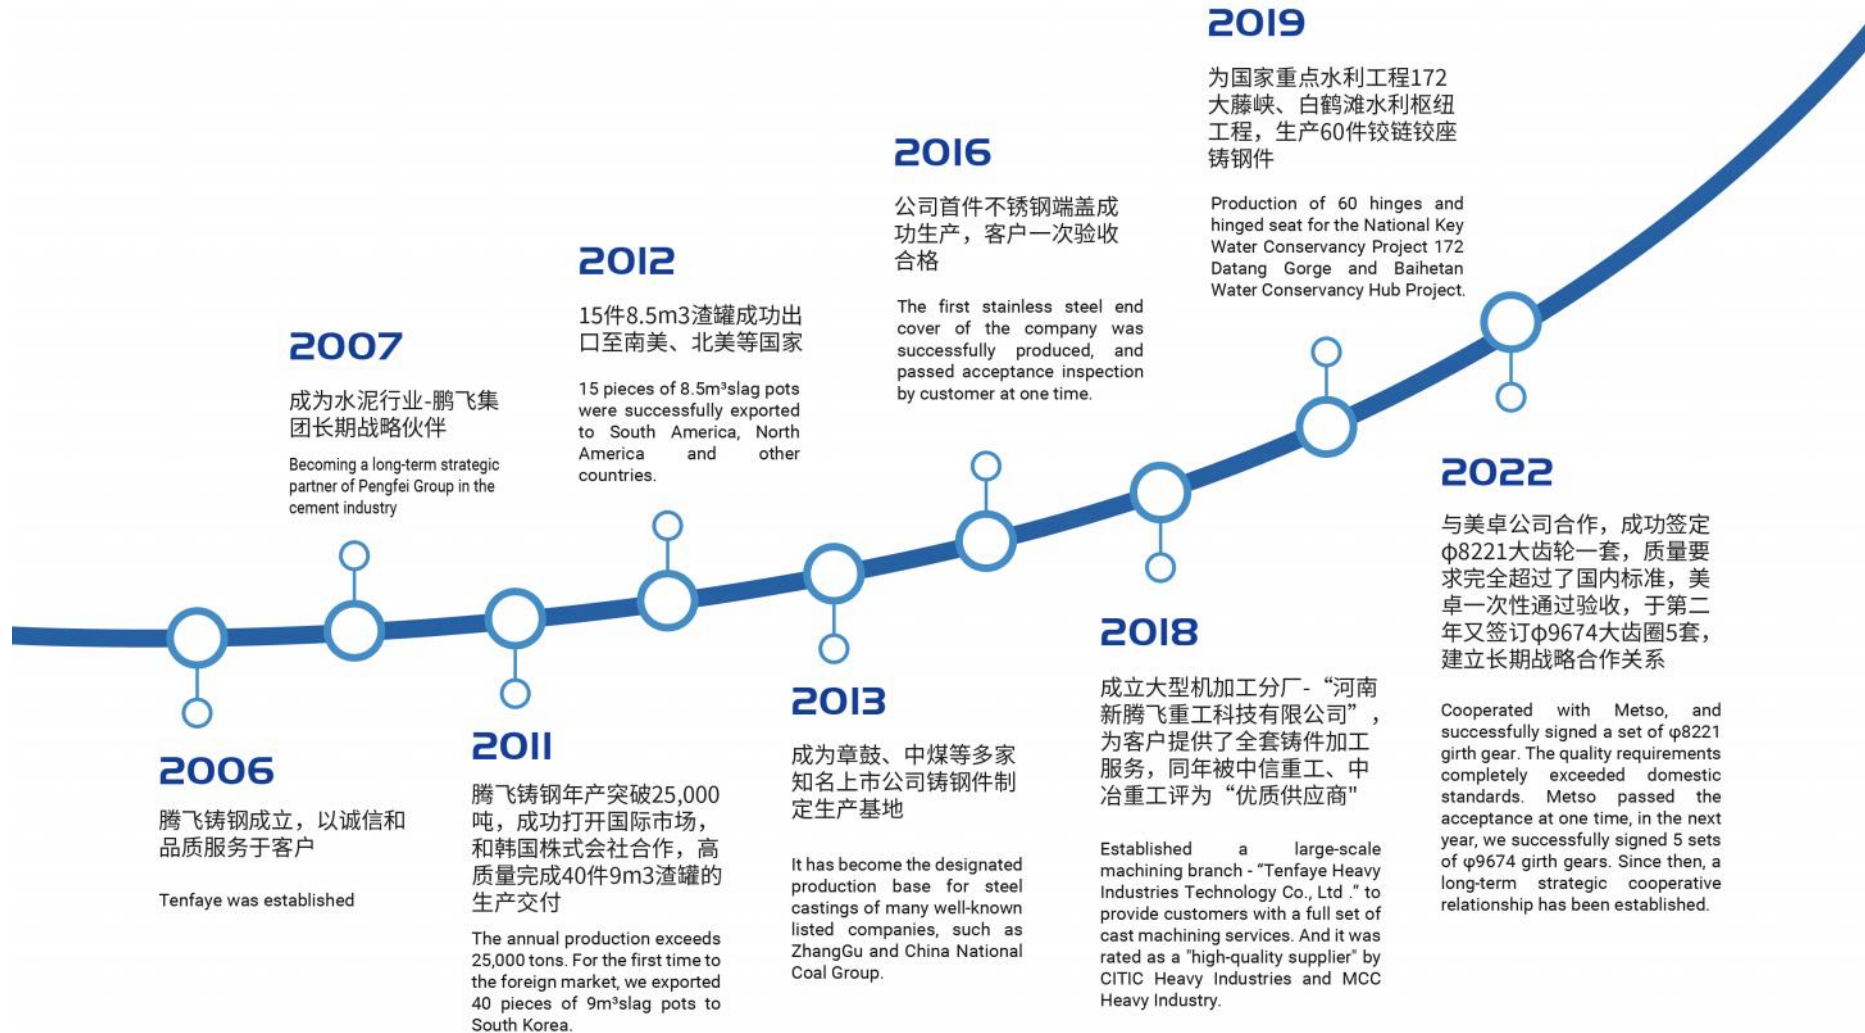 2006
腾飞铸钢成立，以诚信和
品质服务于客户
Tenfaye was established
2007
成为水泥行业-鹏飞集
团长期战略伙伴
Becoming a long-term strategic
partner of Pengfei Group in the
cement industry
2011
腾飞铸钢年产突破25,000
吨，成功打开国际市场，
和韩国株式会社合作，高
质量完成40件9m3渣罐的
生产交付
The annual production exceeds
25,000 tons. For the first time to
the foreign market, we exported
40 pieces of 9m³slag pots to
South Korea.
2012
15件8.5m3渣罐成功出
口至南美、北美等国家
15 pieces of 8.5m³slag pots
were successfully exported
to South America, North
America and other
countries.
2013
成为章鼓、中煤等多家
知名上市公司铸钢件制
定生产基地
It has become the designated
production base for steel
castings of many well-known
listed companies, such as
ZhangGu and China National
Coal Group.
2016
公司首件不锈钢端盖成
功生产，客户一次验收
合格
The first stainless steel end
cover of the company was
successfully produced, and
passed acceptance inspection
by customer at one time.
2018
成立大型机加工分厂-“河南
新腾飞重工科技有限公司”，
为客户提供了全套铸件加工
服务，同年被中信重工、中
冶重工评为“优质供应商"
Established a large-scale
machining branch - “Tenfaye Heavy
Industries Technology Co., Ltd .” to
provide customers with a full set of
cast machining services. And it was
rated as a "high-quality supplier" by
CITIC Heavy Industries and MCC
Heavy Industry.
2019
为国家重点水利工程172
大藤峡、白鹤滩水利枢纽
工程，生产60件铰链铰座
铸钢件
Production of 60 hinges and
hinged seat for the National Key
Water Conservancy Project 172
Datang Gorge and Baihetan
Water Conservancy Hub Project.
2022
与美卓公司合作，成功签定
φ8221大齿轮一套，质量要
求完全超过了国内标准，美
卓一次性通过验收，于第二
年又签订φ9674大齿圈5套，
建立长期战略合作关系
Cooperated with Metso, and
successfully signed a set of φ8221
girth gear. The quality requirements
completely exceeded domestic
standards. Metso passed the
acceptance at one time, in the next
year, we successfully signed 5 sets
of φ9674 girth gears. Since then, a
long-term strategic cooperative
relationship has been established.